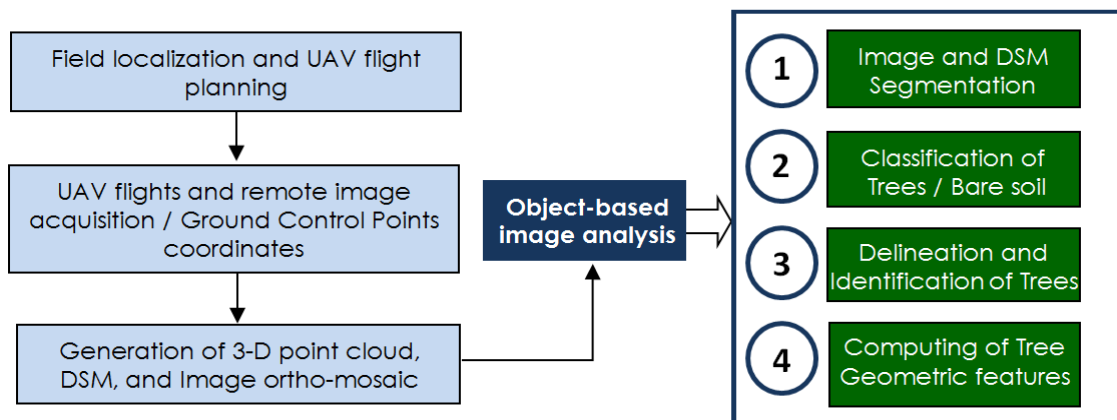 Field localization and UAV flight
planning
UAV flights and remote image
acquisition / Ground Control Points
coordinates
Generation of 3-D point cloud,
DSM, and Image ortho-mosaic
Object-based
image analysis
1
Image and DSM
Segmentation
2
Classification of
Trees / Bare soil
3
Delineation and
Identification of Trees
4
Computing of Tree
Geometric features